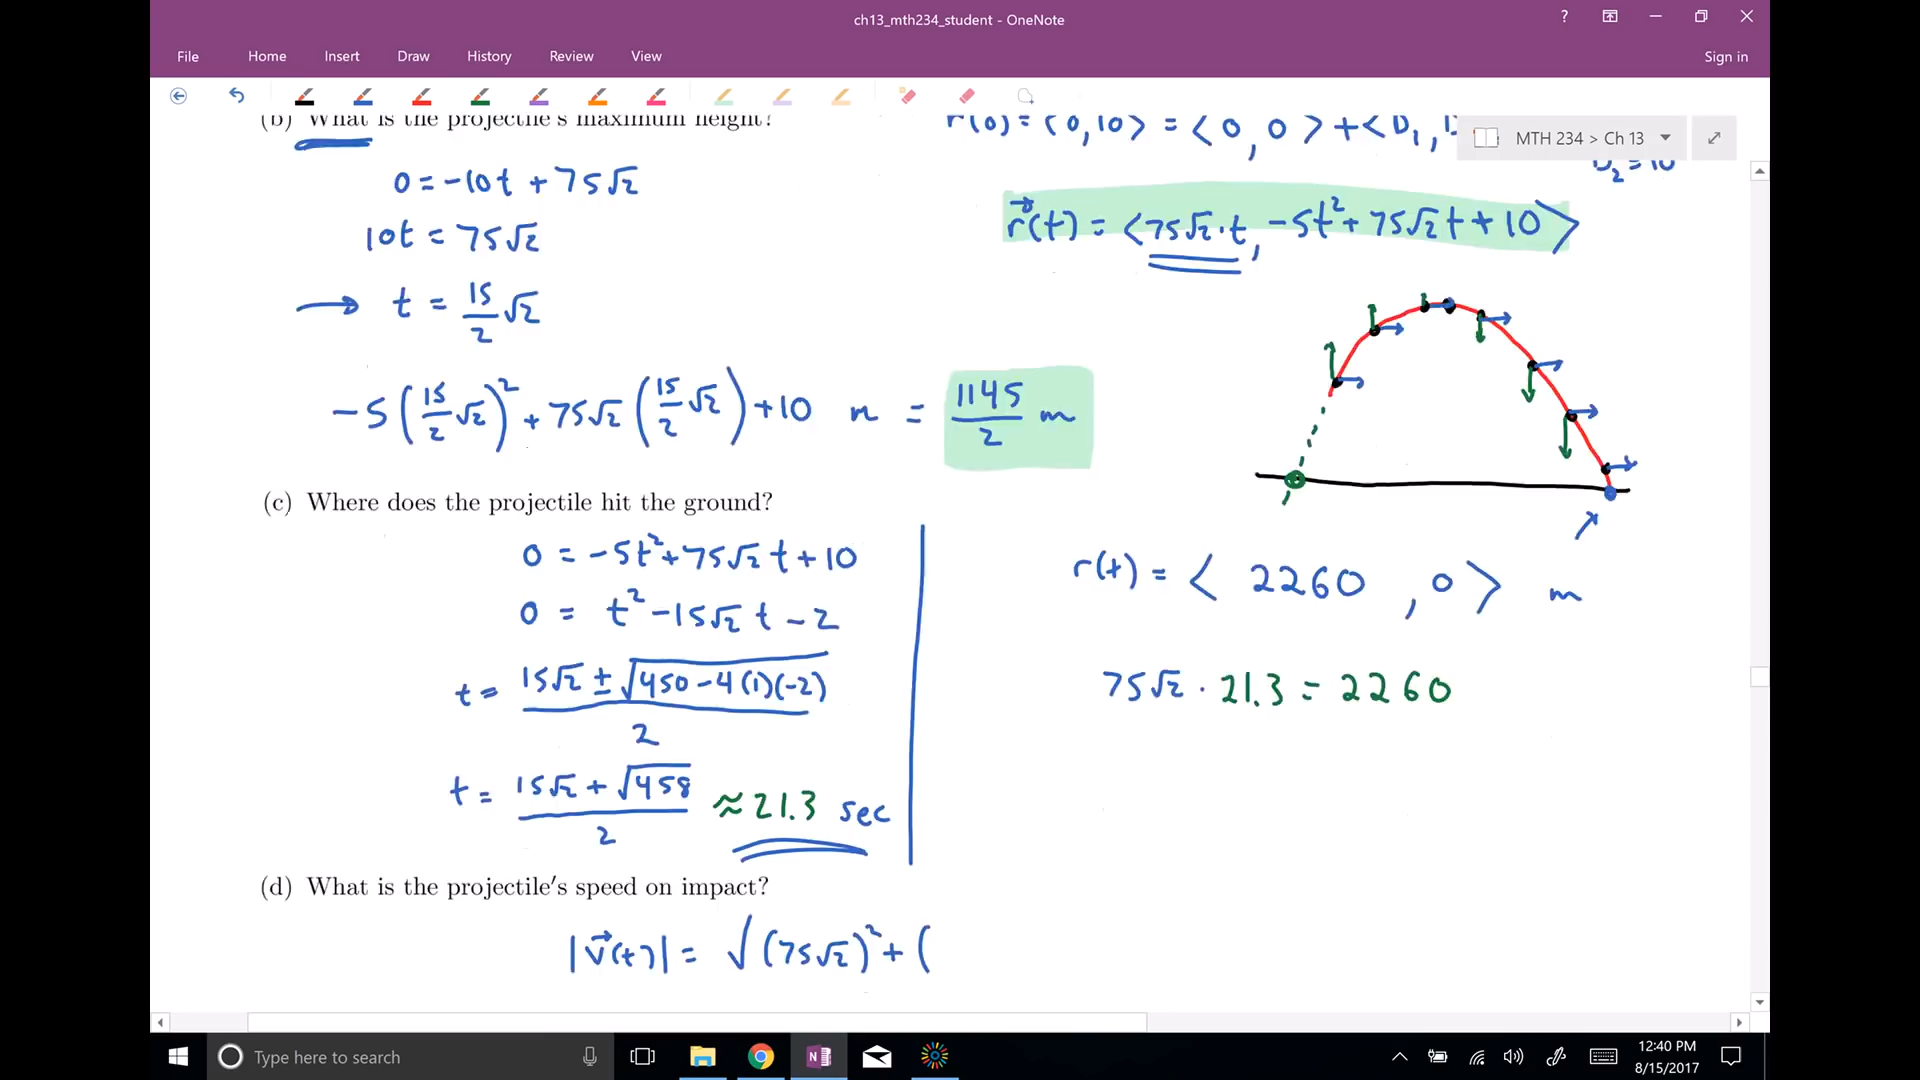 ch13_mth234_student - OneNote
File Home Insert Draw History Review View Sign in
MTH 234 > Ch 13
(b) What is the projectile's maximum height?
r(0) = <0,10> = <0, 0> + <D₁,
D₂ = 10
0 = -10t + 75√2
10t = 75√2
→ t = 15/2 √2
r⃗(t) = <75√2·t, -5t² + 75√2t + 10>
-5(15/2 √2)² + 75√2(15/2 √2) + 10 m = 1145/2 m
(c) Where does the projectile hit the ground?
0 = -5t² + 75√2 t + 10
0 = t² - 15√2 t - 2
t = (15√2 ± √450-4(1)(-2))/2
t = (15√2 + √458)/2 ≈ 21.3 sec
r(t) = < 2260 , 0 > m
75√2 · 21.3 = 2260
(d) What is the projectile's speed on impact?
|v⃗(t)| = √(75√2)² + (
Type here to search
12:40 PM
8/15/2017